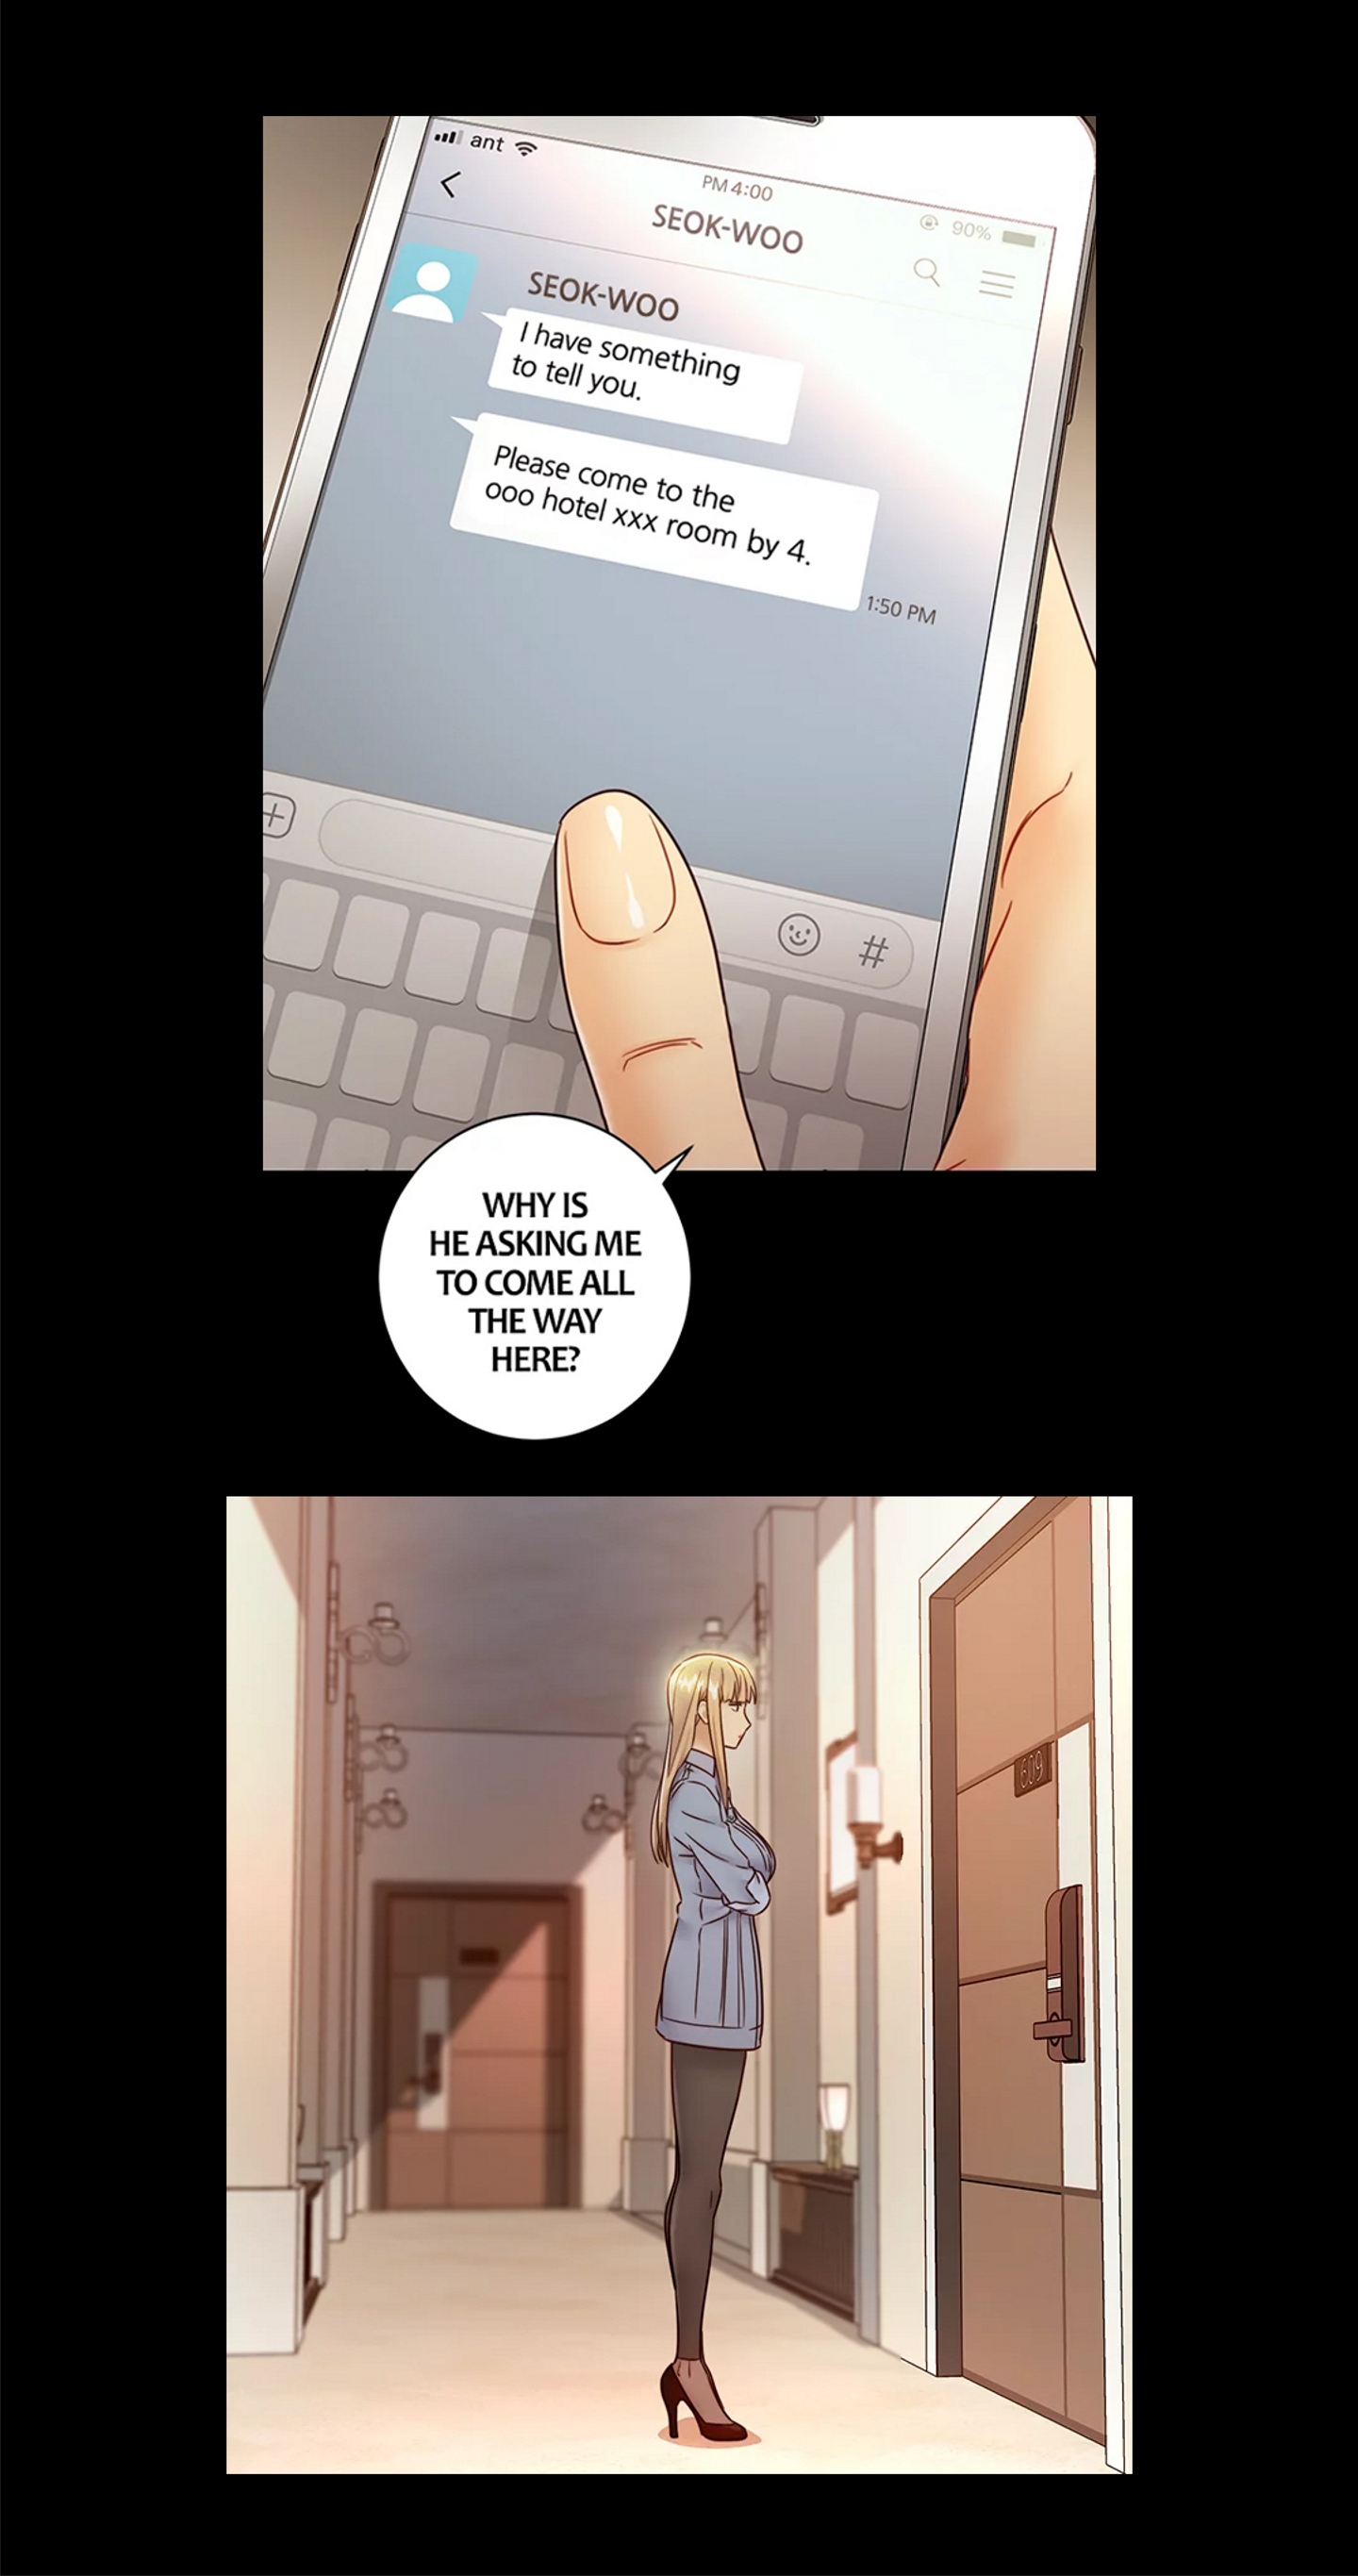 ant
PM 4:00
90%
SEOK-WOO
SEOK-WOO
I have something
to tell you.
Please come to the
ooo hotel xxx room by 4.
1:50 PM
#
WHY IS
HE ASKING ME
TO COME ALL
THE WAY
HERE?
609